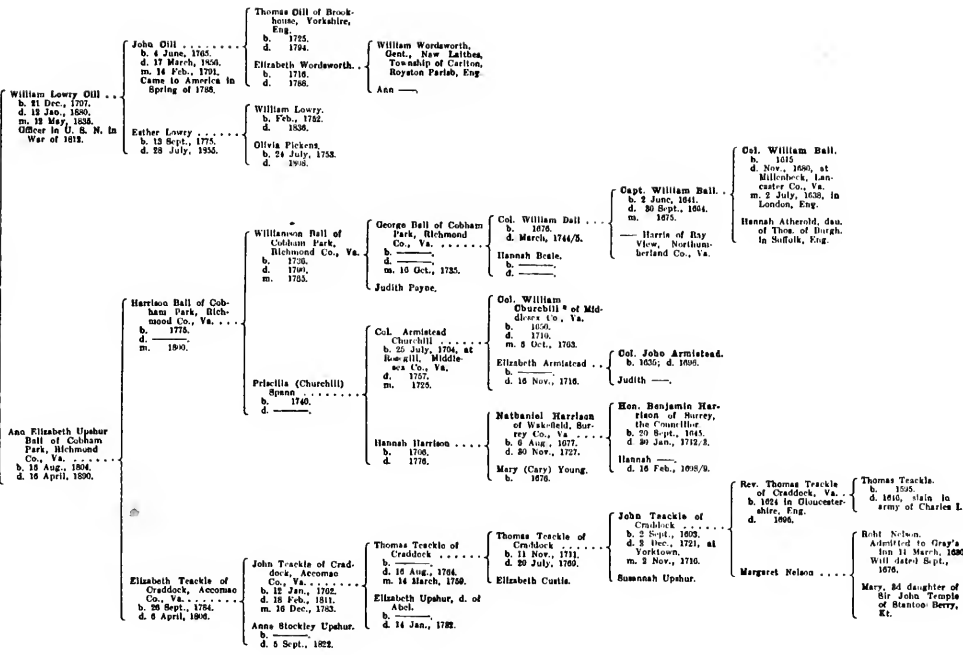 William Lowry Oill . .
b. 21 Dec., 1797.
d. 12 Jan., 1880.
m. 12 May, 1835.
Officer in U. S. N. in
War of 1812.
John Oill . . . . . . .
b. 4 June, 1765.
d. 17 March, 1850.
m. 14 Feb., 1791.
Came to America in
Spring of 1788.
Thomas Oill of Brook-
house, Yorkshire,
Eng.
b. 1725.
d. 1794.
Elizabeth Wordsworth.
b. 1716.
d. 1788.
William Wordsworth,
Gent., New Laithes,
Township of Carlton,
Royston Parish, Eng.
Ann —.
Esther Lowry . . . . . .
b. 13 Sept., 1775.
d. 28 July, 1855.
William Lowry.
b. Feb., 1752.
d. 1836.
Olivia Pickens.
b. 24 July, 1753.
d.
Ann Elizabeth Upshur
Ball of Cobham
Park, Richmond
Co., Va. . . . . . .
b. 15 Aug., 1804.
d. 16 April, 1890.
Harrison Ball of Cob-
ham Park, Rich-
mond Co., Va. . . .
b. 1775.
d. ———.
m. 1800.
Williamson Ball of
Cobham Park,
Richmond Co., Va.
b. 1736.
d.
m. 1765.
George Ball of Cobham
Park, Richmond
Co., Va. . . . . . .
b. ———.
d. ———.
m. 16 Oct., 1735.
Judith Payne.
Col. William Ball . . . .
b. 1676.
d. March, 1744/5.
Hannah Beale.
b. ———.
d. ———.
Capt. William Ball. . .
b. 2 June, 1641.
d. 30 Sept., 1694.
m. 1675.
— Harris of Bay
View, Northum-
berland Co., Va.
Col. William Ball.
b. 1615
d. Nov., 1680, at
Millenbeck, Lan-
caster Co., Va.
m. 2 July, 1638, in
London, Eng.
Hannah Atherold, dau.
of Thos. of Burgh.
in Suffolk, Eng.
Priscilla (Churchill)
Spann . . . . . . .
b. 1740.
d. ———.
Col. Armistead
Churchill . . . . . .
b. 25 July, 1704, at
Rosegill, Middle-
sex Co., Va.
d. 1757.
m. 1725.
Col. William
Churchill * of Mid-
dlesex Co., Va.
b. 1650.
d. 1710.
m. 5 Oct., 1703.
Elizabeth Armistead . .
b. ———.
d. 16 Nov., 1716.
Col. John Armistead.
b. 1635; d. 1698.
Judith —.
Hannah Harrison . . . .
b. 1706.
d. 1776.
Nathaniel Harrison
of Wakefield, Sur-
rey Co., Va . . . .
b. 8 Aug., 1677.
d. 30 Nov., 1727.
Mary (Cary) Young.
b. 1676.
Hon. Benjamin Har-
rison of Surrey,
the Councillor.
b. 20 Sept., 1645.
d. 30 Jan., 1712/3.
Hannah —.
d. 16 Feb., 1698/9.
Elizabeth Teackle of
Craddock, Accomac
Co., Va. . . . . . .
b. 26 Sept., 1784.
d. 6 April, 1806.
John Teackle of Crad-
dock, Accomac
Co., Va. . . . . . .
b. 12 Jan., 1762.
d. 18 Feb., 1811.
m. 16 Dec., 1783.
Anne Stockley Upshur.
b. ———.
d. 5 Sept., 1822.
Thomas Teackle of
Craddock . . . . . .
b. ———.
d. 16 Aug., 1784.
m. 14 March, 1759.
Elizabeth Upshur, d. of
Abel.
b. ———.
d. 14 Jan., 1782.
Thomas Teackle of
Craddock . . . . . .
b. 11 Nov., 1711.
d. 20 July, 1769.
Elizabeth Custis.
John Teackle of
Craddock . . . . . .
b. 2 Sept., 1693.
d. 3 Dec., 1721, at
Yorktown.
m. 2 Nov., 1710.
Susannah Upshur.
Rev. Thomas Teackle
of Craddock, Va. .
b. 1624 in Gloucester-
shire, Eng.
d. 1695.
Thomas Teackle.
b. 1595.
d. slain in
army of Charles I.
Margaret Nelson . . . .
Robt Nelson.
Admitted to Gray's
Inn 11 March,
Will dated Sept.,
1676.
Mary, 3d daughter of
Sir John Temple
of Stanton Berry,
Kt.